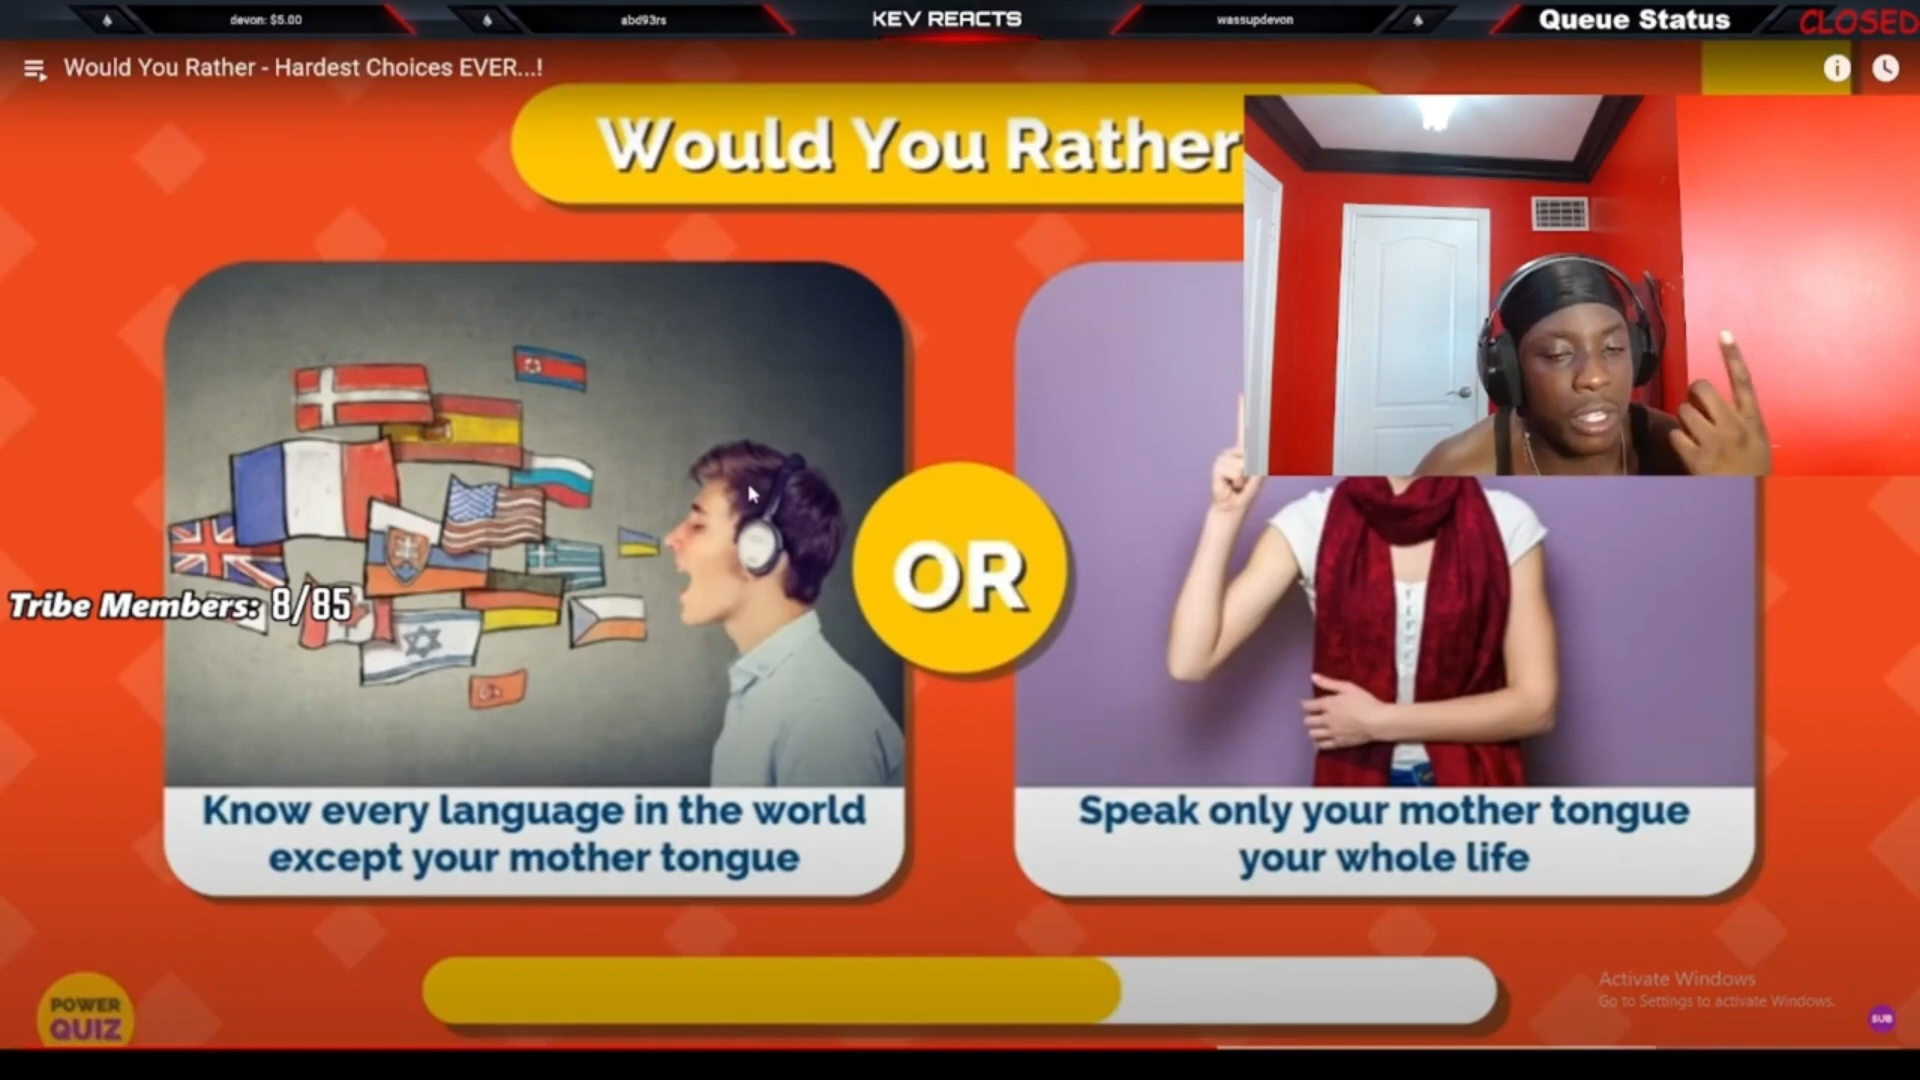 devon: $5.00
abd93rs
KEV REACTS
wassupdevon
Queue Status
CLOSED
Would You Rather - Hardest Choices EVER...!
Would You Rather
OR
Tribe Members: 8/85
Know every language in the world
except your mother tongue
Speak only your mother tongue
your whole life
POWER
QUIZ
Activate Windows
Go to Settings to activate Windows.
SUB